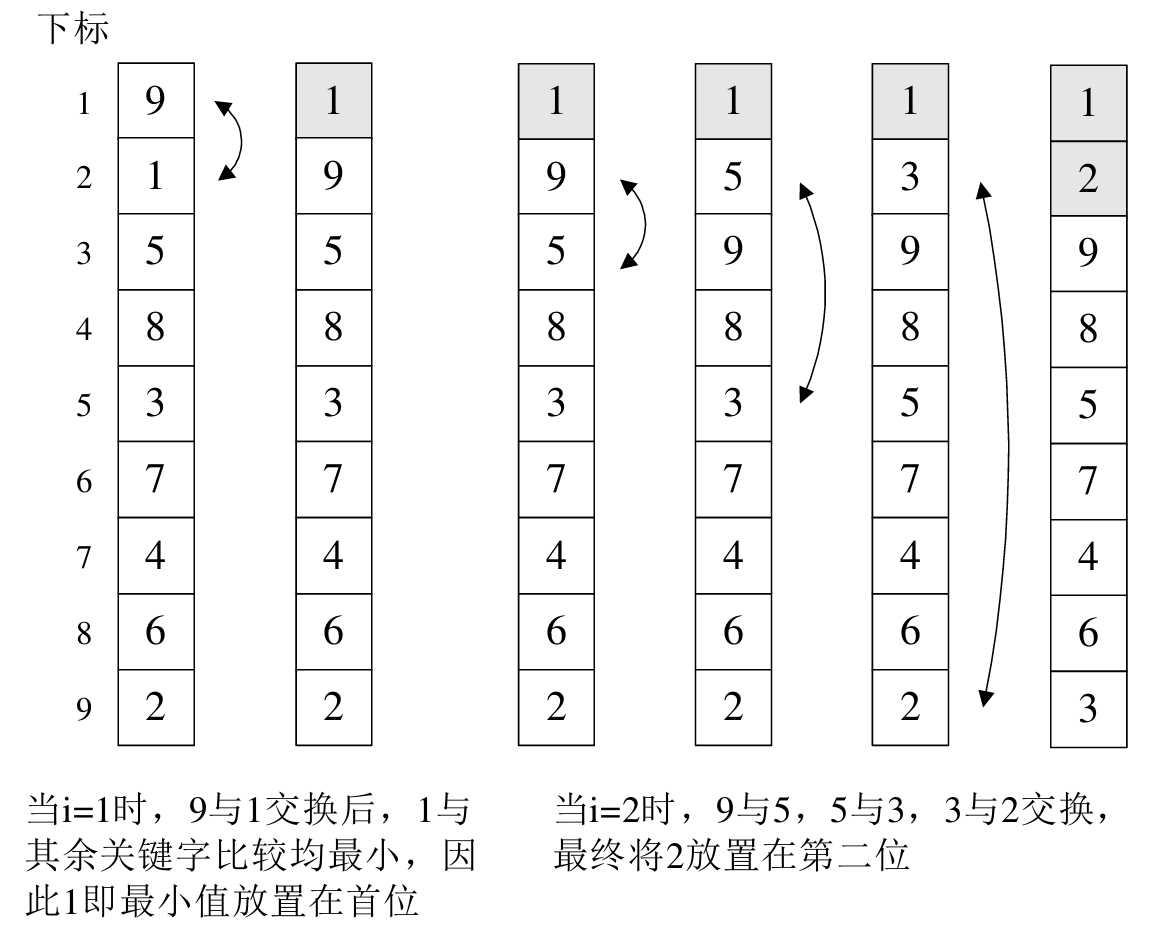 下标
1 9 1 1 1 1 1
2 1 9 9 5 3 2
3 5 5 5 9 9 9
4 8 8 8 8 8 8
5 3 3 3 3 5 5
6 7 7 7 7 7 7
7 4 4 4 4 4 4
8 6 6 6 6 6 6
9 2 2 2 2 2 3
当i=1时，9与1交换后，1与
其余关键字比较均最小，因
此1即最小值放置在首位
当i=2时，9与5，5与3，3与2交换，
最终将2放置在第二位